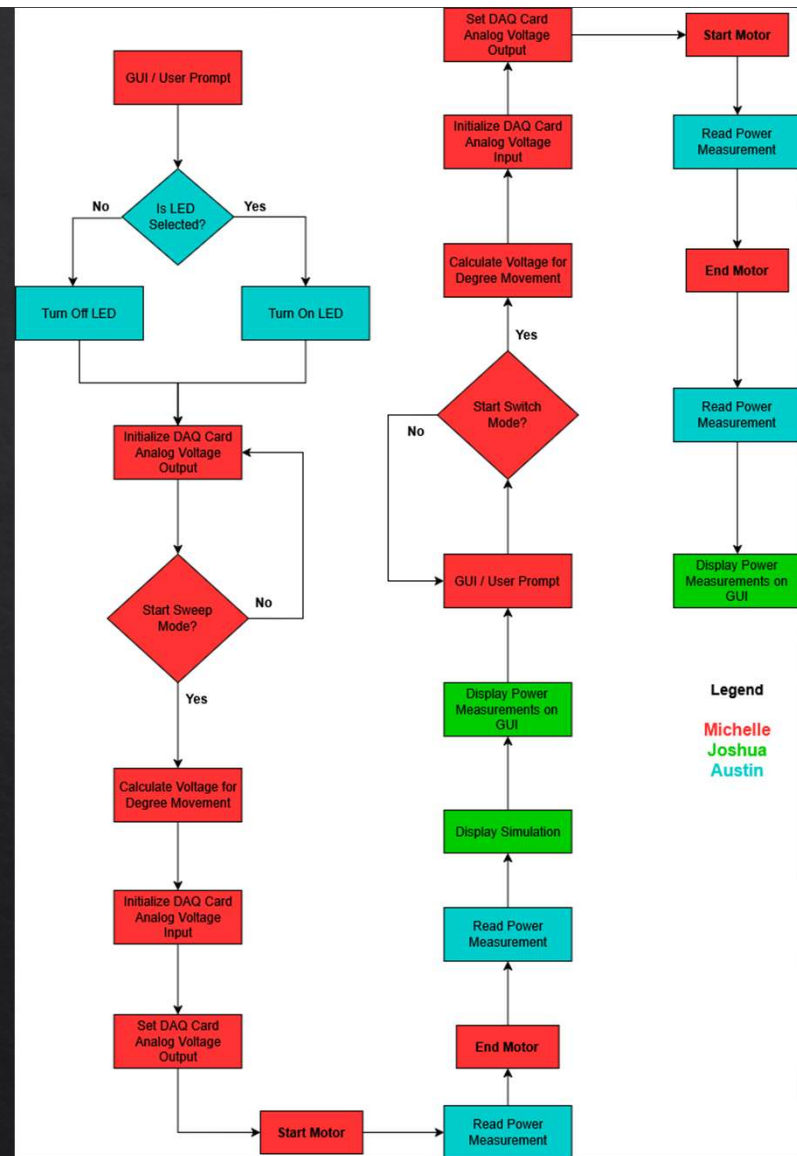 GUI / User Prompt
Is LED
Selected?
No
Yes
Turn Off LED
Turn On LED
Initialize DAQ Card
Analog Voltage
Output
Start Sweep
Mode?
No
Yes
Calculate Voltage for
Degree Movement
Initialize DAQ Card
Analog Voltage
Input
Set DAQ Card
Analog Voltage
Output
Start Motor
Read Power
Measurement
End Motor
Read Power
Measurement
Display Simulation
Display Power
Measurements on
GUI
GUI / User Prompt
Start Switch
Mode?
No
Yes
Calculate Voltage for
Degree Movement
Initialize DAQ Card
Analog Voltage
Input
Set DAQ Card
Analog Voltage
Output
Start Motor
Read Power
Measurement
End Motor
Read Power
Measurement
Display Power
Measurements on
GUI
Legend
Michelle
Joshua
Austin